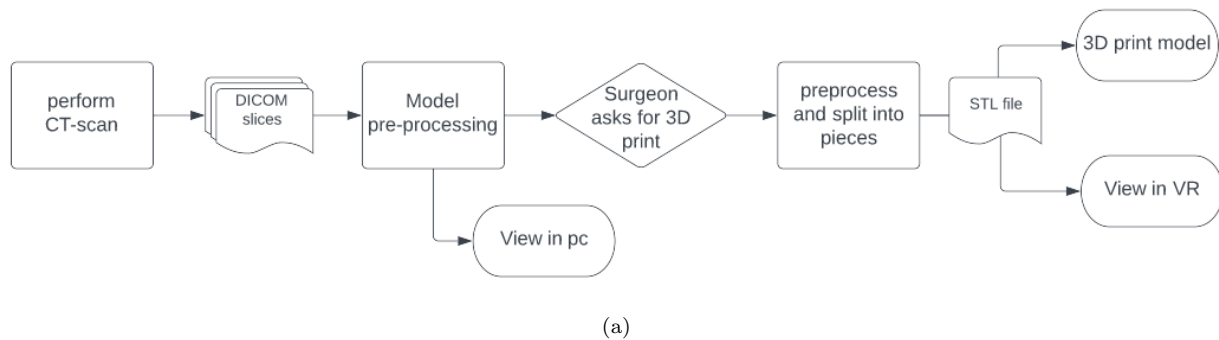 perform
CT-scan
DICOM
slices
Model
pre-processing
View in pc
Surgeon
asks for 3D
print
preprocess
and split into
pieces
STL file
3D print model
View in VR
(a)